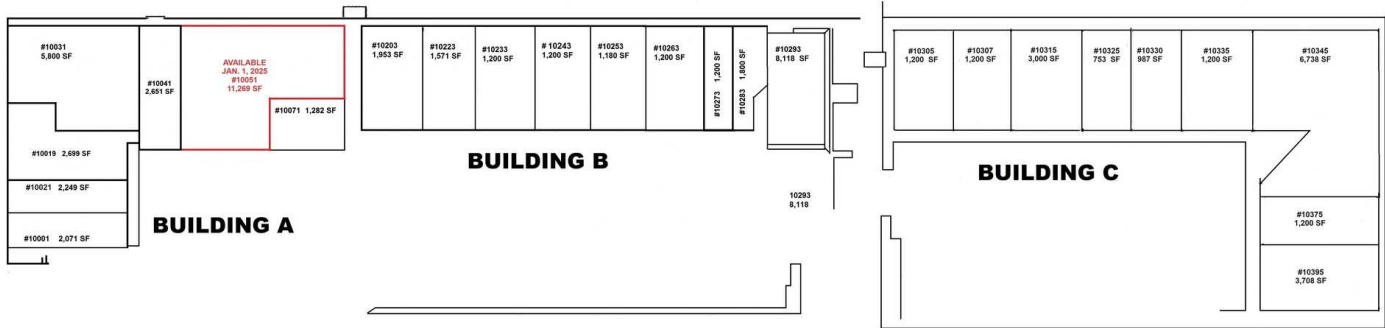 #10031
5,800 SF
#10041
2,651 SF
AVAILABLE
JAN. 1, 2025
#10051
11,269 SF
#10071 1,282 SF
#10019 2,699 SF
#10021 2,249 SF
#10001 2,071 SF
BUILDING A
#10203
1,953 SF
#10223
1,571 SF
#10233
1,200 SF
# 10243
1,200 SF
#10253
1,180 SF
#10263
1,200 SF
#10273 1,200 SF
#10283 1,800 SF
#10293
8,118 SF
BUILDING B
10293
8,118
#10305
1,200 SF
#10307
1,200 SF
#10315
3,000 SF
#10325
753 SF
#10330
987 SF
#10335
1,200 SF
#10345
6,738 SF
BUILDING C
#10375
1,200 SF
#10395
3,708 SF